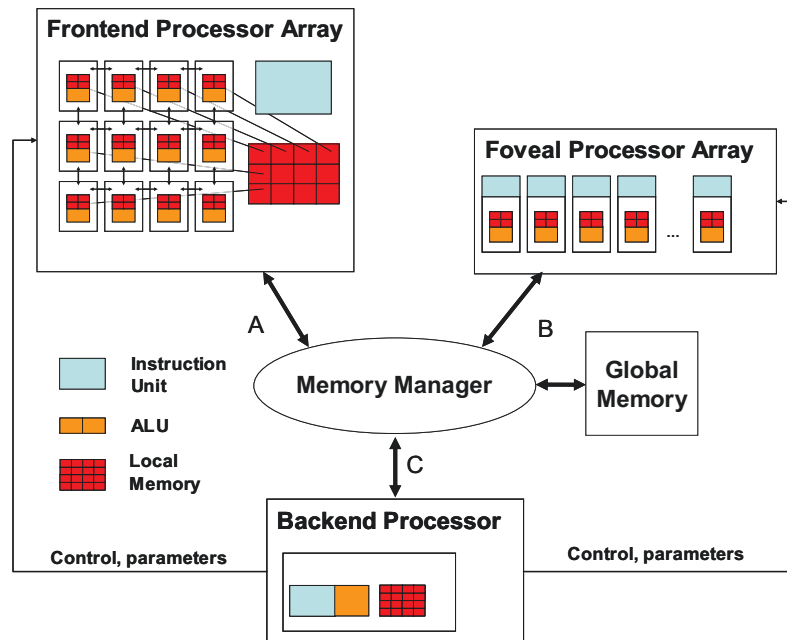 Frontend Processor Array
Foveal Processor Array
...
A
B
Instruction
Unit
Memory Manager
Global
Memory
ALU
Local
Memory
C
Backend Processor
Control, parameters
Control, parameters